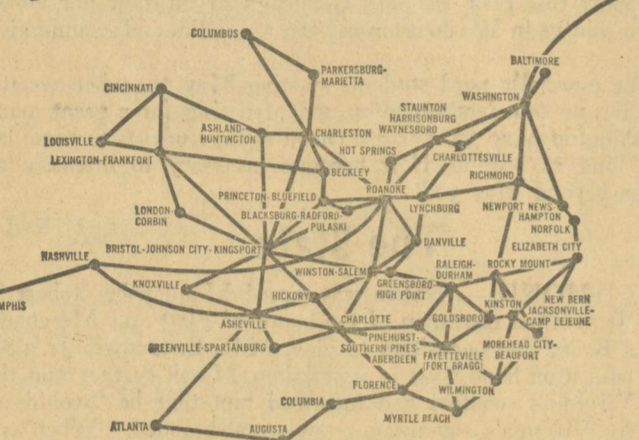 COLUMBUS
BALTIMORE
PARKERSBURG-
MARIETTA
CINCINNATI
WASHINGTON
STAUNTON
HARRISONBURG
WAYNESBORO
LOUISVILLE
ASHLAND-
HUNTINGTON
CHARLESTON
HOT SPRINGS
CHARLOTTESVILLE
LEXINGTON-FRANKFORT
BECKLEY
RICHMOND
ROANOKE
PRINCETON-BLUEFIELD
LYNCHBURG
NEWPORT NEWS-
HAMPTON
NORFOLK
LONDON-
CORBIN
BLACKSBURG-RADFORD-
PULASKI
DANVILLE
ELIZABETH CITY
NASHVILLE
BRISTOL-JOHNSON CITY-KINGSPORT
WINSTON-SALEM
RALEIGH-
DURHAM
ROCKY MOUNT
KNOXVILLE
GREENSBORO-
HIGH POINT
MPHIS
HICKORY
KINSTON
NEW BERN
JACKSONVILLE-
CAMP LEJEUNE
ASHEVILLE
CHARLOTTE
GOLDSBORO
GREENVILLE-SPARTANBURG
PINEHURST-
SOUTHERN PINES-
ABERDEEN
FAYETTEVILLE
(FORT BRAGG)
MOREHEAD CITY-
BEAUFORT
FLORENCE
WILMINGTON
COLUMBIA
MYRTLE BEACH
ATLANTA
AUGUSTA